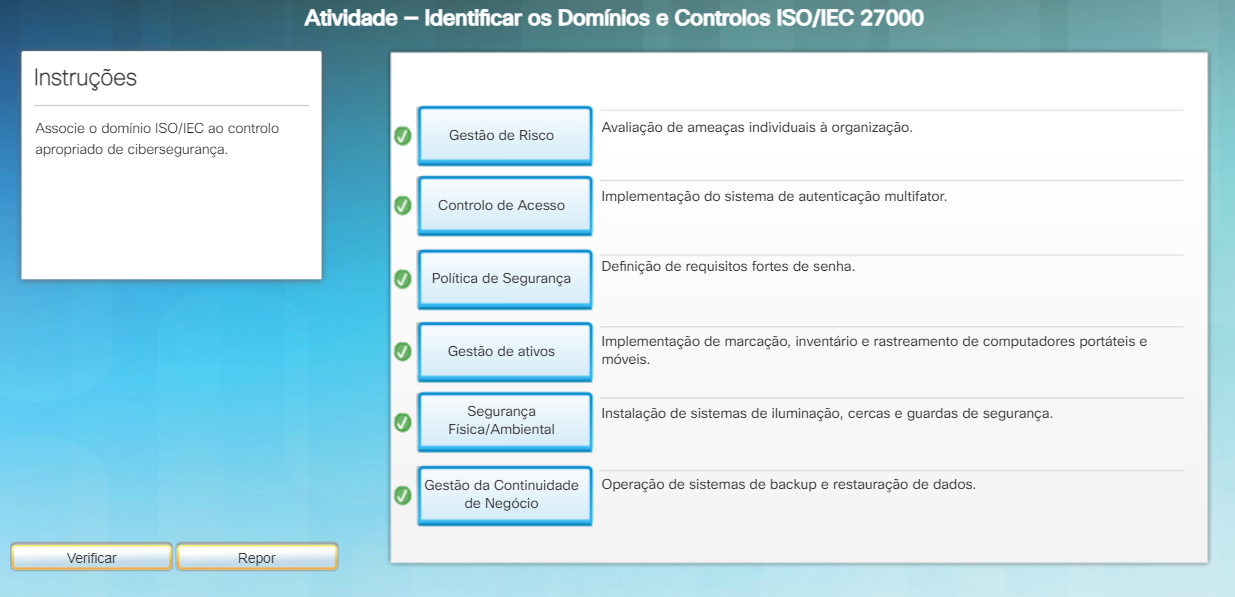 Atividade – Identificar os Domínios e Controlos ISO/IEC 27000
Instruções
Associe o domínio ISO/IEC ao controlo
apropriado de cibersegurança.
Gestão de Risco
Avaliação de ameaças individuais à organização.
Controlo de Acesso
Implementação do sistema de autenticação multifator.
Política de Segurança
Definição de requisitos fortes de senha.
Gestão de ativos
Implementação de marcação, inventário e rastreamento de computadores portáteis e
móveis.
Segurança
Física/Ambiental
Instalação de sistemas de iluminação, cercas e guardas de segurança.
Gestão da Continuidade
de Negócio
Operação de sistemas de backup e restauração de dados.
Verificar
Repor